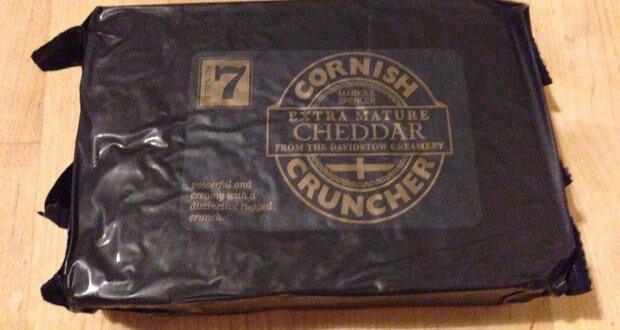 7
CORNISH
MARKS &
SPENCER
EXTRA MATURE
CHEDDAR
FROM THE DAVIDSTOW CREAMERY
CRUNCHER
powerful and
creamy with a
distinctive rugged
crunch.